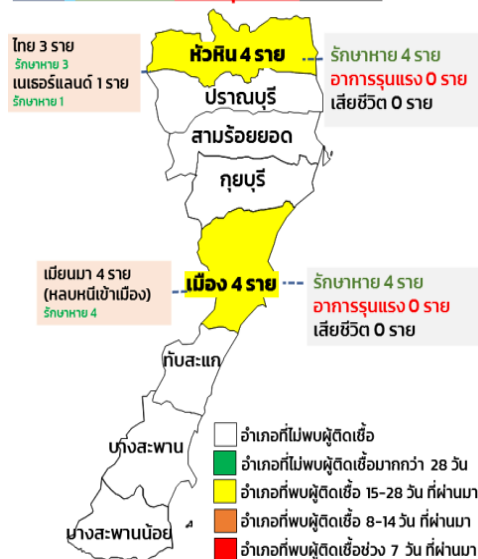 ไทย 3 ราย
รักษาหาย 3
เนเธอร์แลนด์ 1 ราย
รักษาหาย 1
หัวหิน 4 ราย
รักษาหาย 4 ราย
อาการรุนแรง 0 ราย
เสียชีวิต 0 ราย
ปราณบุรี
สามร้อยยอด
กุยบุรี
เมียนมา 4 ราย
(หลบหนีเข้าเมือง)
รักษาหาย 4
เมือง 4 ราย
รักษาหาย 4 ราย
อาการรุนแรง 0 ราย
เสียชีวิต 0 ราย
ทับสะแก
บางสะพาน
บางสะพานน้อย
อำเภอที่ไม่พบผู้ติดเชื้อ
อำเภอที่ไม่พบผู้ติดเชื้อมากกว่า 28 วัน
อำเภอที่พบผู้ติดเชื้อ 15-28 วัน ที่ผ่านมา
อำเภอที่พบผู้ติดเชื้อ 8-14 วัน ที่ผ่านมา
อำเภอที่พบผู้ติดเชื้อช่วง 7 วันที่ผ่านมา